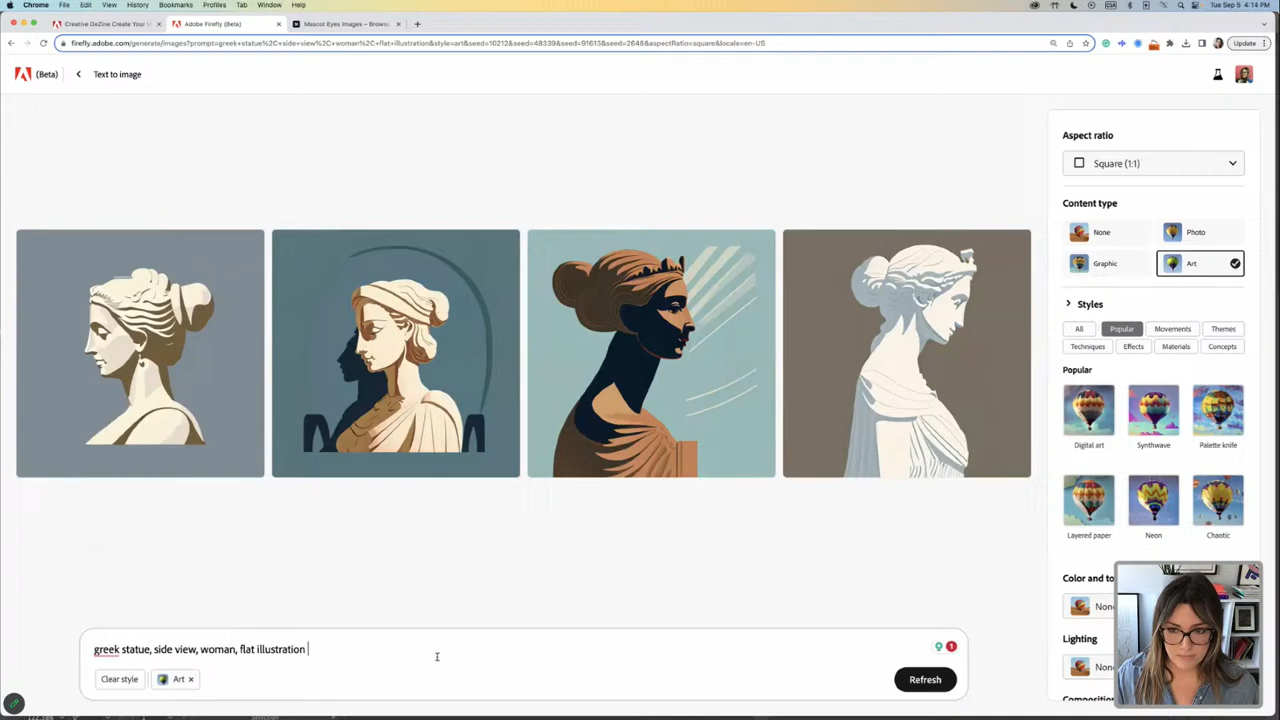 Chrome File Edit View History Bookmarks Profiles Tab Window Help
Tue Sep 5 4:14 PM
Creative DeZine Create Your
Adobe Firefly (Beta)
Mascot Eyes Images – Browse
firefly.adobe.com/generate/images?prompt=greek+statue%2C+side+view%2C+woman%2C+flat+illustration&style=art&seed=10212&seed=48339&seed=91613&seed=2648&aspectRatio=square&locale=en-US
Update
(Beta) Text to image
Aspect ratio
Square (1:1)
Content type
None Photo
Graphic Art
Styles
All Popular Movements Themes
Techniques Effects Materials Concepts
Popular
Digital art Synthwave Palette knife
Layered paper Neon Chaotic
Color and to
None
Lighting
None
greek statue, side view, woman, flat illustration
1
Clear style Art ×
Refresh